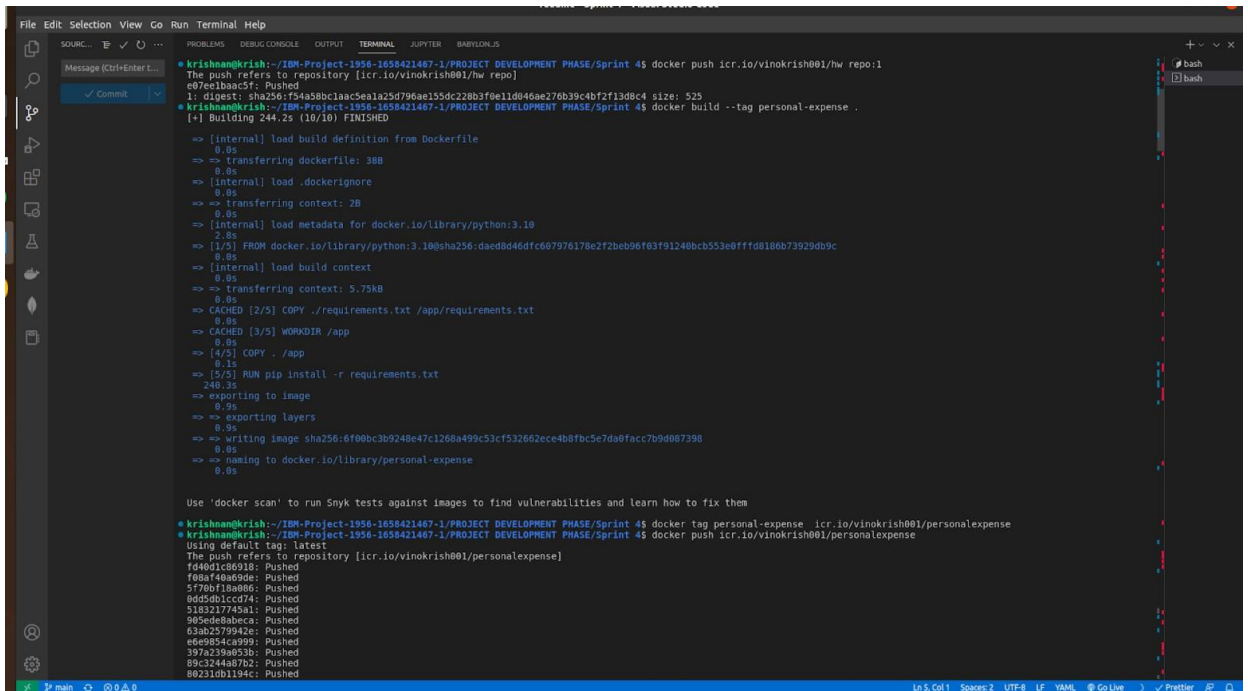 File Edit Selection View Go Run Terminal Help
SOURC...
PROBLEMS DEBUG CONSOLE OUTPUT TERMINAL JUPYTER BABYLON.JS
Message (Ctrl+Enter t...
Commit
bash
bash
krishnan@krish:~/IBM-Project-1956-1658421467-1/PROJECT DEVELOPMENT PHASE/Sprint 4$ docker push icr.io/vinokrish001/hw repo:1
The push refers to repository [icr.io/vinokrish001/hw repo]
e07ee1baac5f: Pushed
1: digest: sha256:f54a58bc1aac5ea1a25d796ae155dc228b3f0e11d046ae276b39c4bf2f13d8c4 size: 525
krishnan@krish:~/IBM-Project-1956-1658421467-1/PROJECT DEVELOPMENT PHASE/Sprint 4$ docker build --tag personal-expense .
[+] Building 244.2s (10/10) FINISHED
=> [internal] load build definition from Dockerfile
0.0s
=> => transferring dockerfile: 38B
0.0s
=> [internal] load .dockerignore
0.0s
=> => transferring context: 2B
0.0s
=> [internal] load metadata for docker.io/library/python:3.10
2.8s
=> [1/5] FROM docker.io/library/python:3.10@sha256:daed8d46dfc607976178e2f2beb96f03f91240bcb553e0fffd8186b73929db9c
0.0s
=> [internal] load build context
0.0s
=> => transferring context: 5.75kB
0.0s
=> CACHED [2/5] COPY ./requirements.txt /app/requirements.txt
0.0s
=> CACHED [3/5] WORKDIR /app
0.0s
=> [4/5] COPY . /app
0.1s
=> [5/5] RUN pip install -r requirements.txt
240.3s
=> exporting to image
0.9s
=> => exporting layers
0.9s
=> => writing image sha256:6f00bc3b9248e47c1268a499c53cf532662ece4b8fbc5e7da0facc7b9d087398
0.0s
=> => naming to docker.io/library/personal-expense
0.0s
Use 'docker scan' to run Snyk tests against images to find vulnerabilities and learn how to fix them
krishnan@krish:~/IBM-Project-1956-1658421467-1/PROJECT DEVELOPMENT PHASE/Sprint 4$ docker tag personal-expense icr.io/vinokrish001/personalexpense
krishnan@krish:~/IBM-Project-1956-1658421467-1/PROJECT DEVELOPMENT PHASE/Sprint 4$ docker push icr.io/vinokrish001/personalexpense
Using default tag: latest
The push refers to repository [icr.io/vinokrish001/personalexpense]
fd40d1c86918: Pushed
f08af40a69de: Pushed
5f70bf18a086: Pushed
0dd5db1ccd74: Pushed
5183217745a1: Pushed
905ede8abeca: Pushed
63ab2579942e: Pushed
e6e9854ca999: Pushed
397a239a053b: Pushed
89c3244a87b2: Pushed
80231db1194c: Pushed
main 0 0 Ln 5, Col 1 Spaces: 2 UTF-8 LF YAML Go Live Prettier